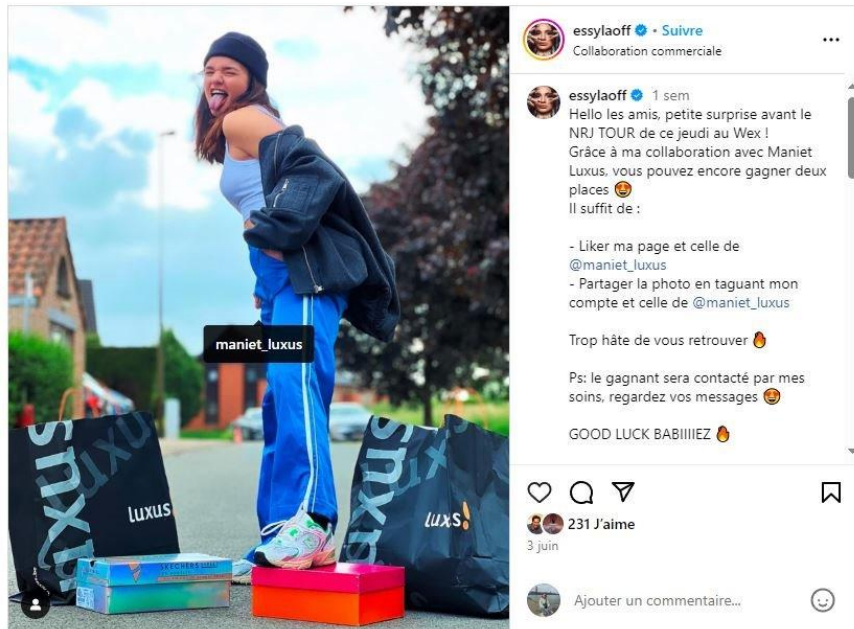 essylaoff • Suivre
Collaboration commerciale
essylaoff 1 sem
Hello les amis, petite surprise avant le
NRJ TOUR de ce jeudi au Wex !
Grâce à ma collaboration avec Maniet
Luxus, vous pouvez encore gagner deux
places 🤩
Il suffit de :
- Liker ma page et celle de
@maniet_luxus
- Partager la photo en taguant mon
compte et celle de @maniet_luxus
Trop hâte de vous retrouver 🔥
Ps: le gagnant sera contacté par mes
soins, regardez vos messages 🤩
GOOD LUCK BABIIIIEZ 🔥
231 J’aime
3 juin
Ajouter un commentaire...
maniet_luxus
luxus
luxus
luxus!
luxs!
SKECHERS